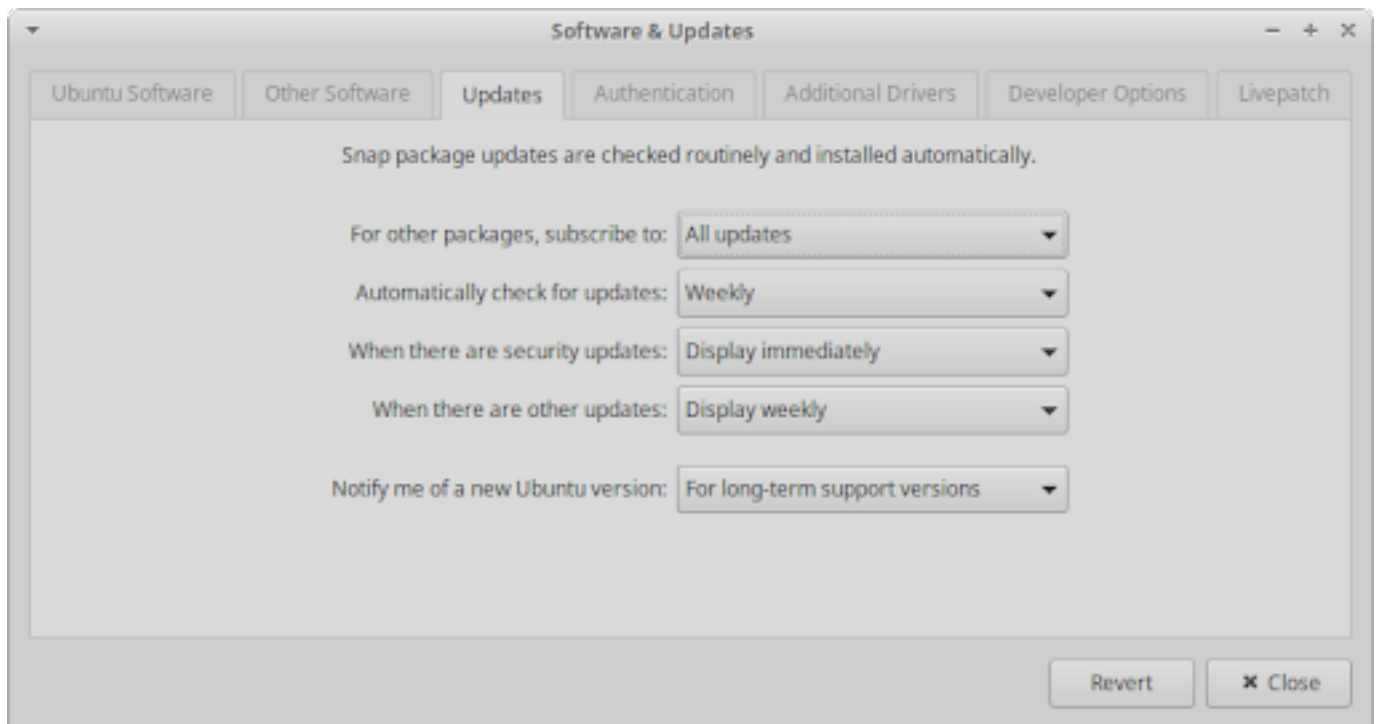 Software & Updates
Ubuntu Software Other Software Updates Authentication Additional Drivers Developer Options Livepatch
Snap package updates are checked routinely and installed automatically.
For other packages, subscribe to: All updates
Automatically check for updates: Weekly
When there are security updates: Display immediately
When there are other updates: Display weekly
Notify me of a new Ubuntu version: For long-term support versions
Revert Close